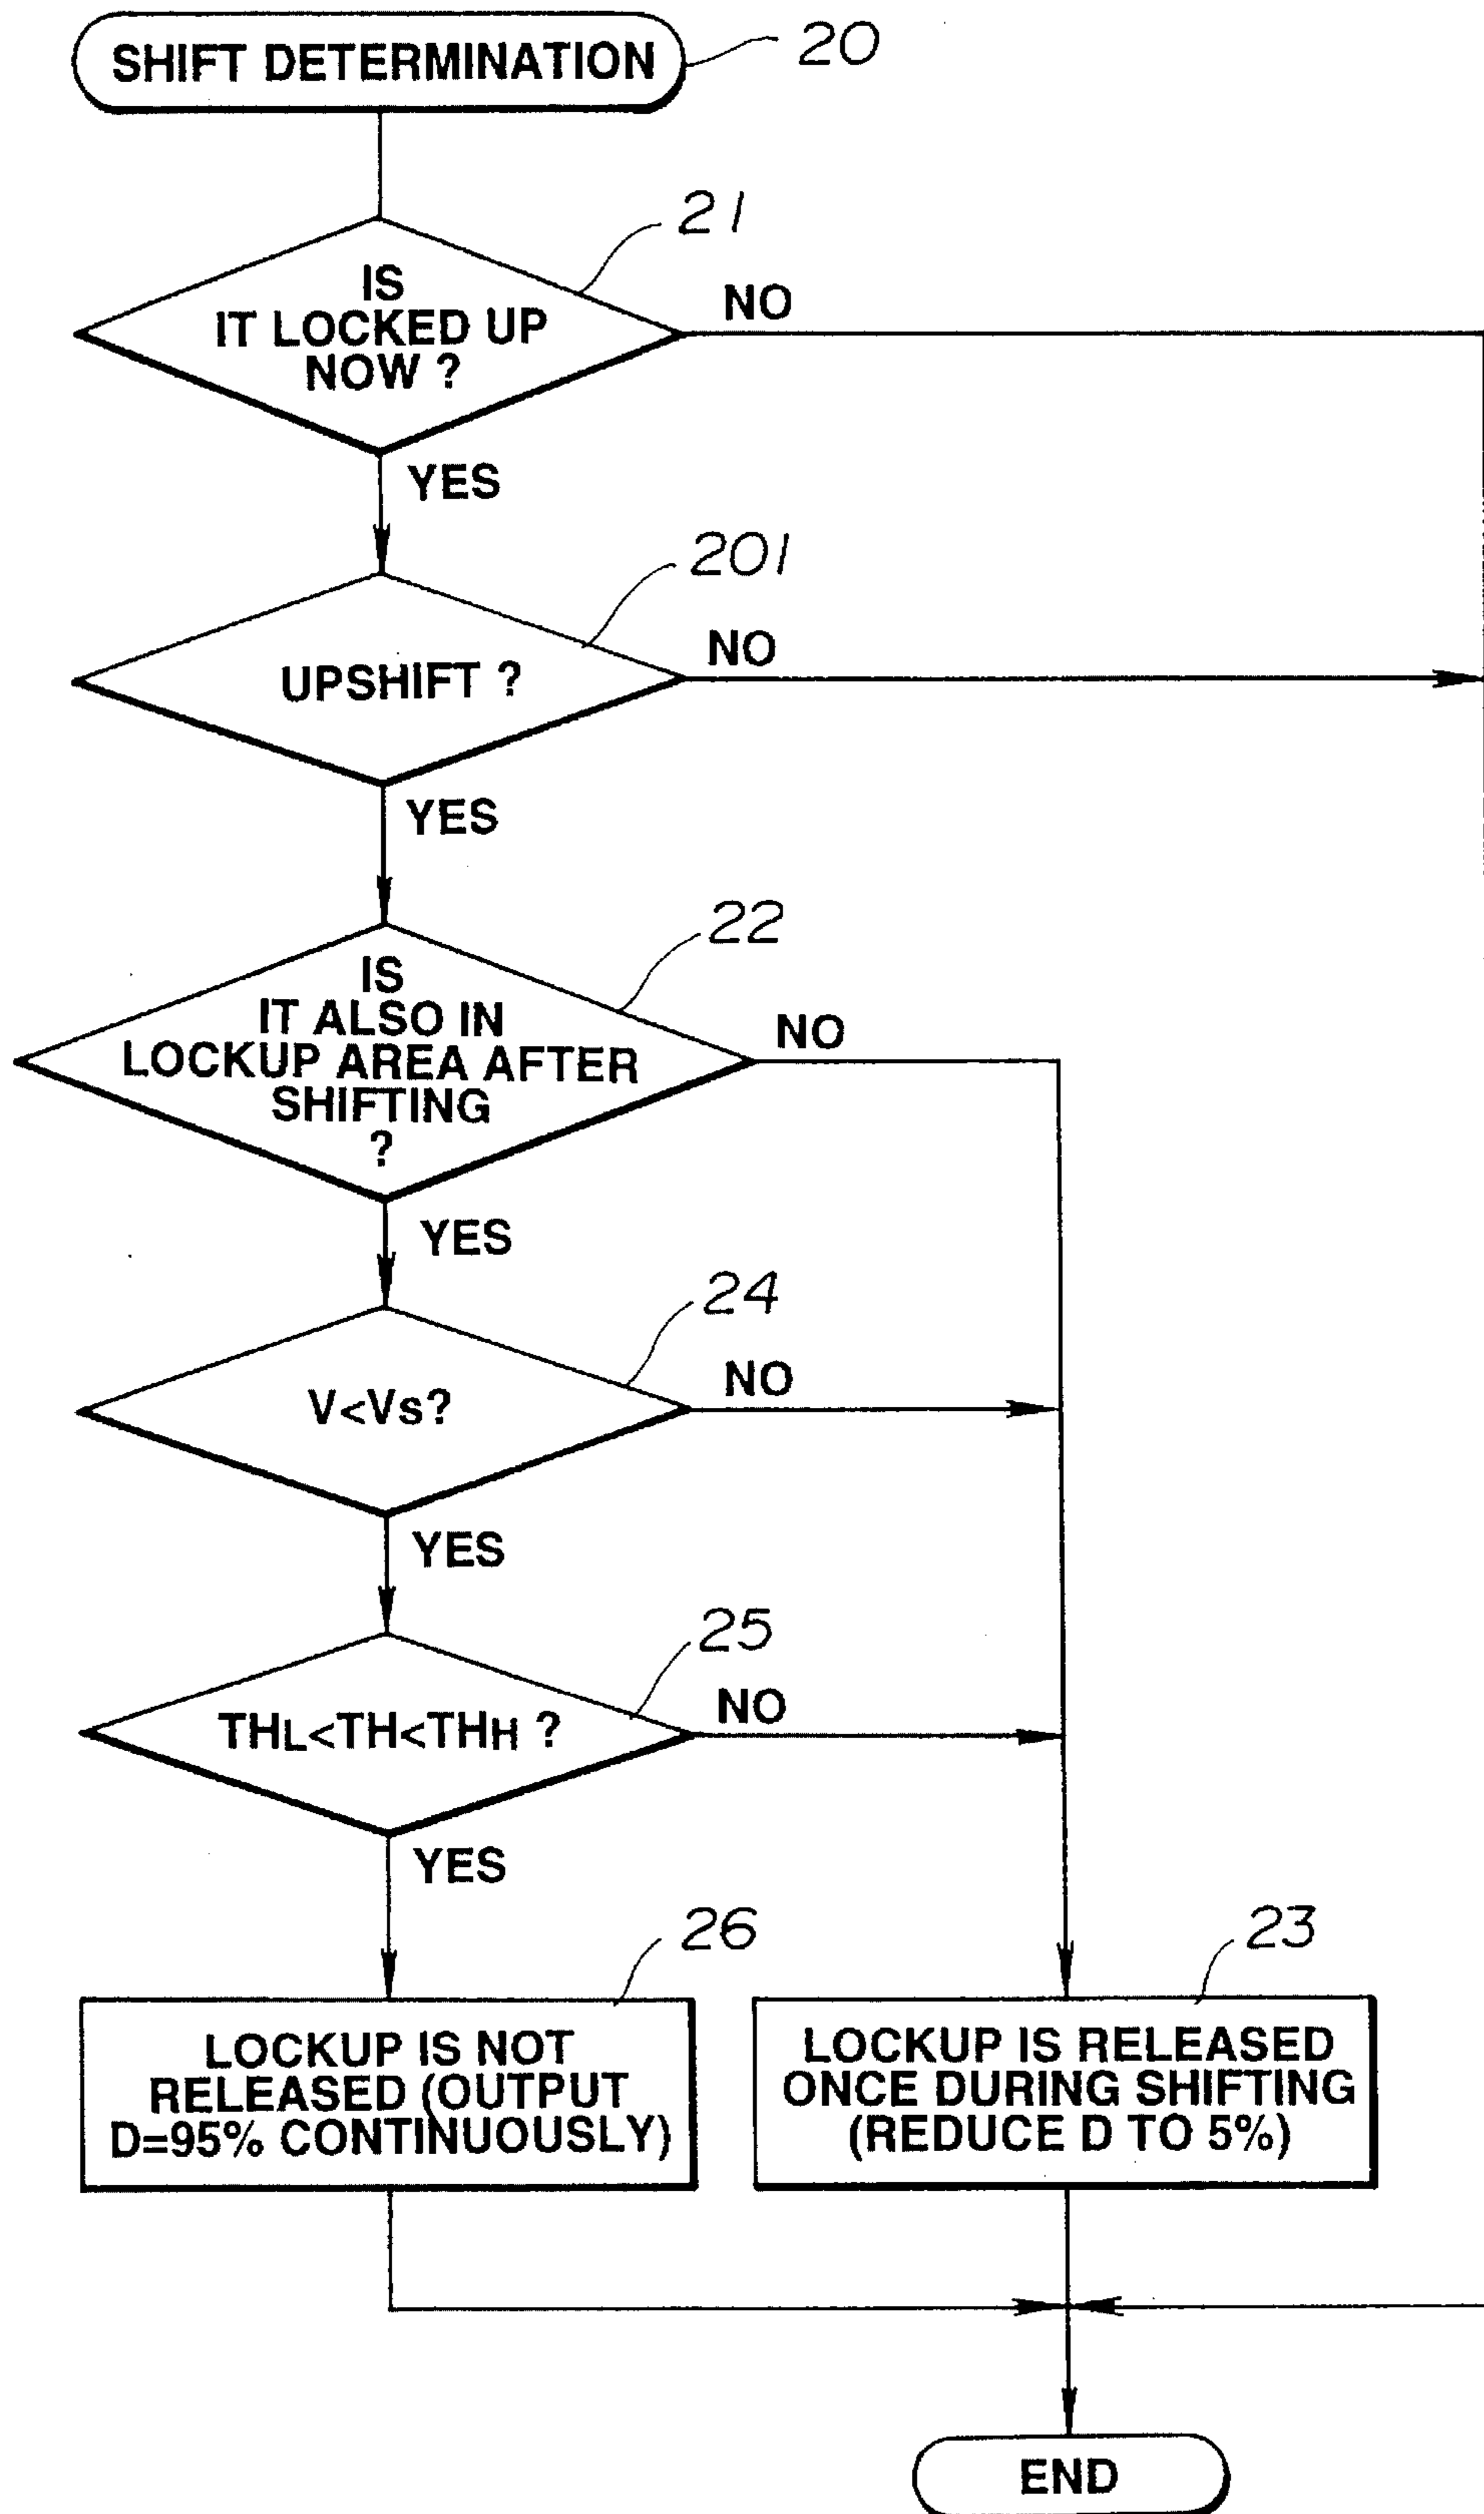 SHIFT DETERMINATION
20
21
IS
IT LOCKED UP
NOW ?
NO
YES
201
UPSHIFT ?
NO
YES
22
IS
IT ALSO IN
LOCKUP AREA AFTER
SHIFTING
?
NO
YES
24
V<Vs?
NO
YES
25
THL<TH<THH ?
NO
YES
26
LOCKUP IS NOT
RELEASED (OUTPUT
D=95% CONTINUOUSLY)
23
LOCKUP IS RELEASED
ONCE DURING SHIFTING
(REDUCE D TO 5%)
END